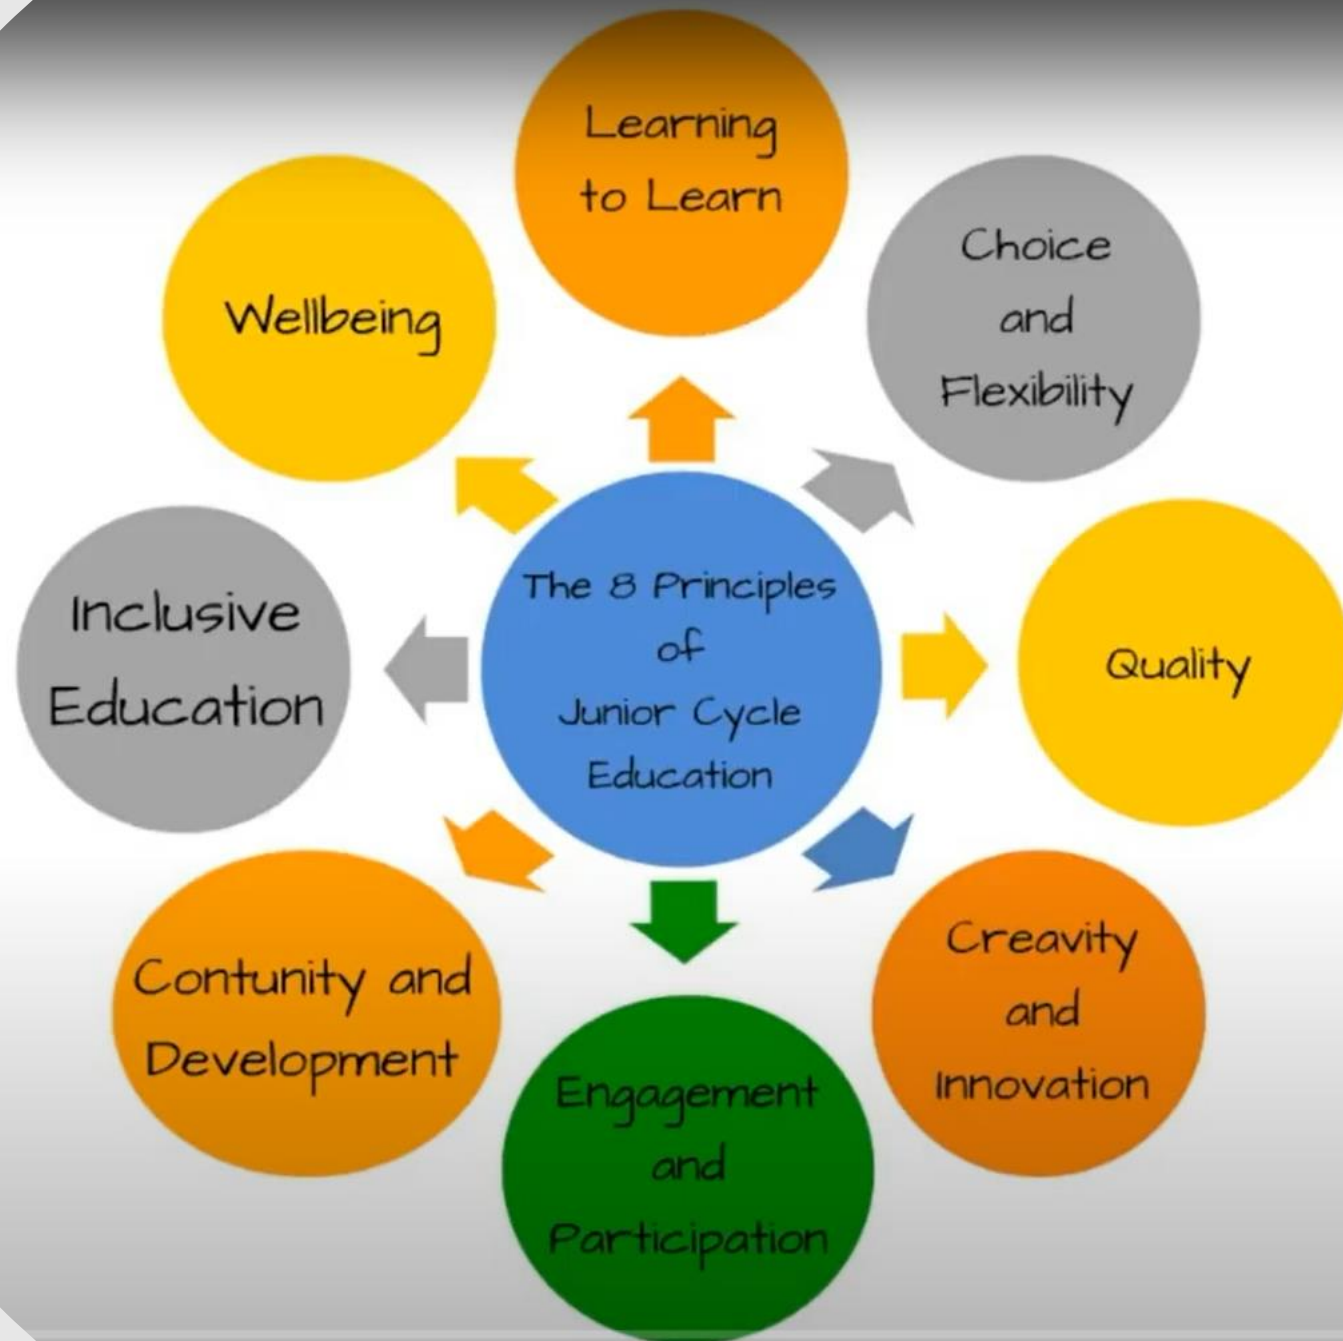 Learning
to Learn
Choice
and
Flexibility
Wellbeing
The 8 Principles
of
Junior Cycle
Education
Quality
Inclusive
Education
Creavity
and
Innovation
Contunity and
Development
Engagement
and
Participation